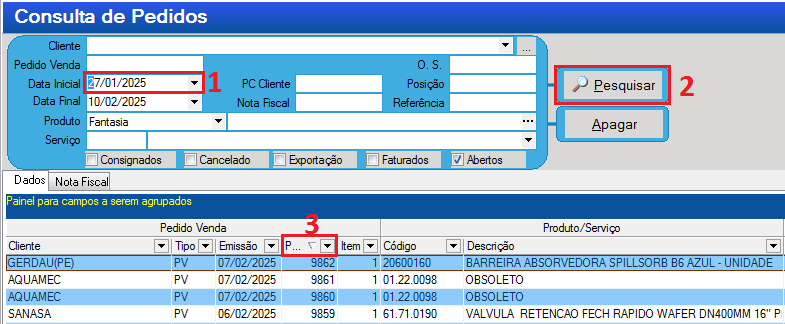 Consulta de Pedidos
Cliente ...
Pedido Venda O. S.
Data Inicial 27/01/2025 1 PC Cliente Posição Pesquisar 2
Data Final 10/02/2025 Nota Fiscal Referência
Produto Fantasia ... Apagar
Serviço
Consignados Cancelado Exportação Faturados Abertos
Dados Nota Fiscal
Painel para campos a serem agrupados
3
Pedido Venda Produto/Serviço
Cliente Tipo Emissão P... Item Código Descrição
GERDAU(PE) PV 07/02/2025 9862 1 20600160 BARREIRA ABSORVEDORA SPILLSORB B6 AZUL - UNIDADE
AQUAMEC PV 07/02/2025 9861 1 01.22.0098 OBSOLETO
AQUAMEC PV 07/02/2025 9860 1 01.22.0098 OBSOLETO
SANASA PV 06/02/2025 9859 1 61.71.0190 VALVULA RETENCAO FECH RAPIDO WAFER DN400MM 16"